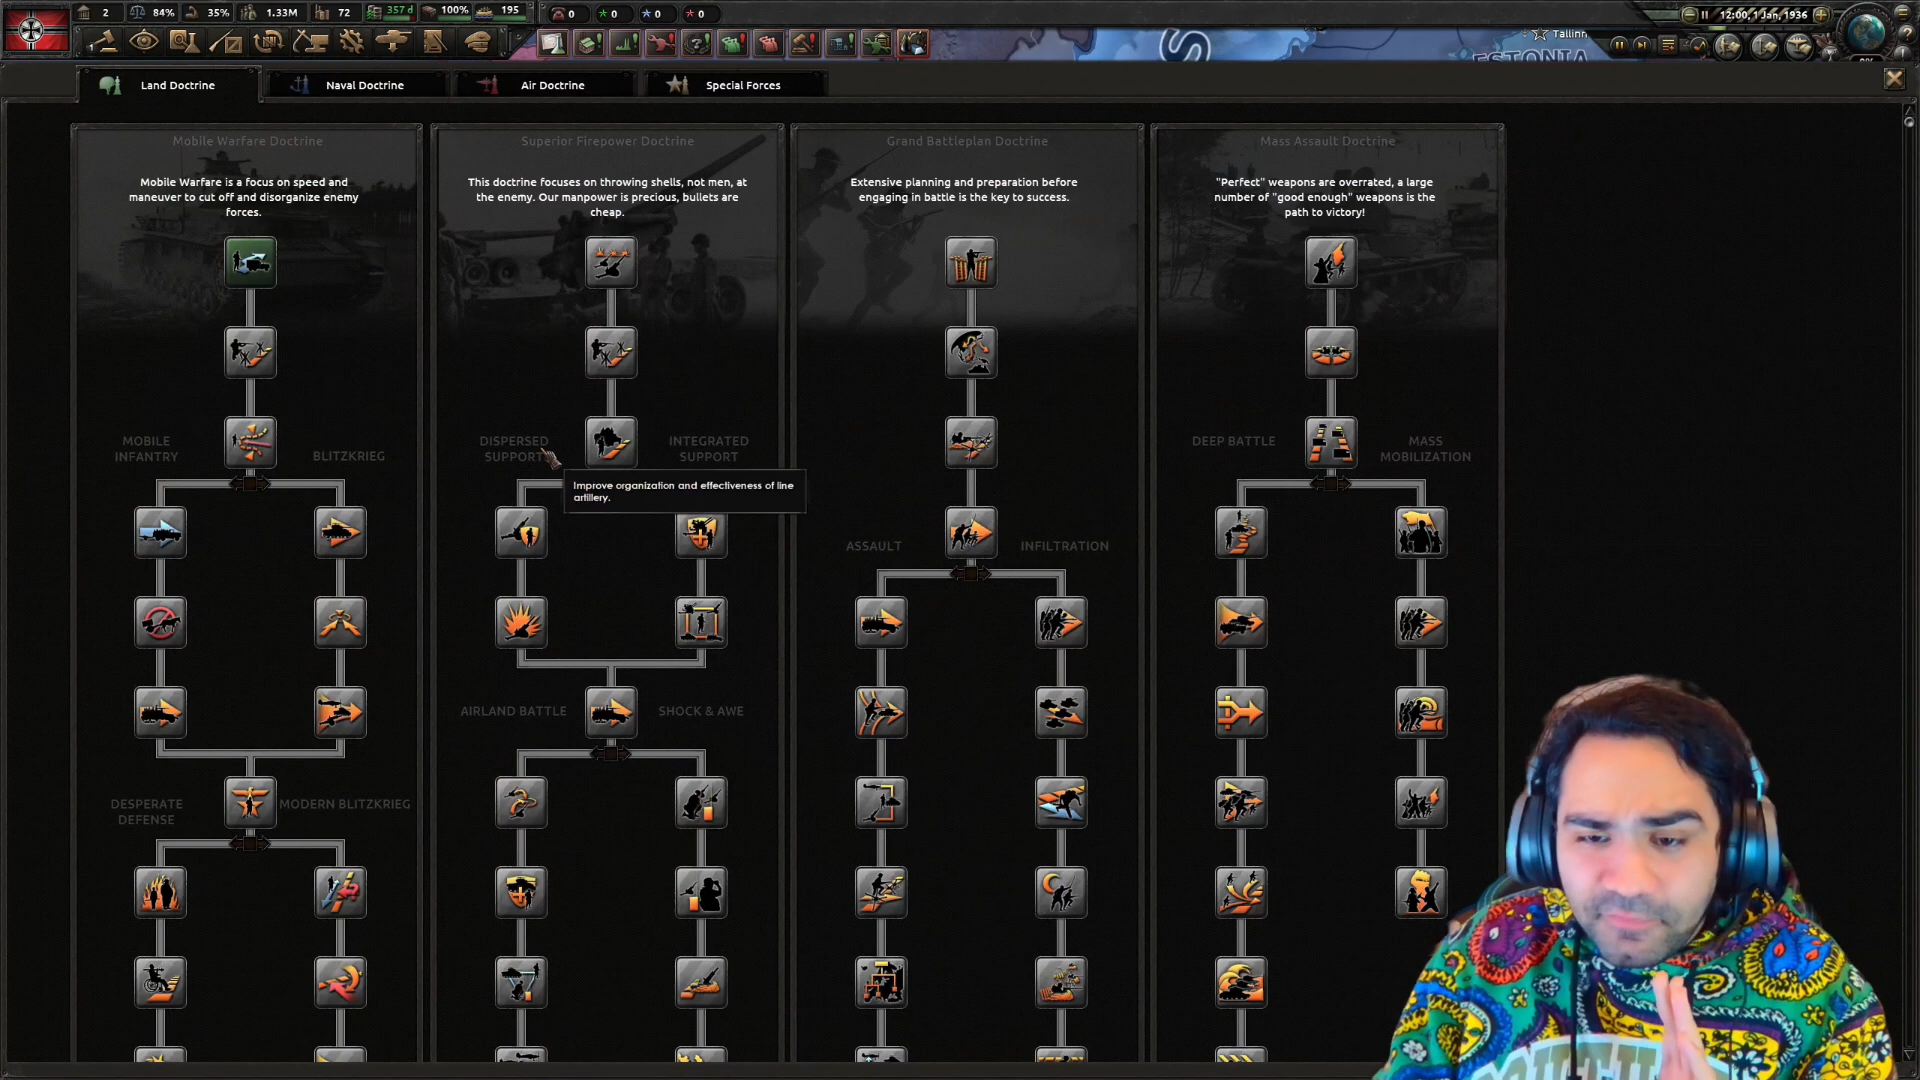 2
84%
35%
1.33M
72
357 d
100%
195
0
0
0
0
12:00, 1 Jan, 1936
Tallinn
ESTONIA
Land Doctrine
Naval Doctrine
Air Doctrine
Special Forces
Mobile Warfare Doctrine
Mobile Warfare is a focus on speed and
maneuver to cut off and disorganize enemy
forces.
MOBILE
INFANTRY
BLITZKRIEG
DESPERATE
DEFENSE
MODERN BLITZKRIEG
Superior Firepower Doctrine
This doctrine focuses on throwing shells, not men, at
the enemy. Our manpower is precious, bullets are
cheap.
DISPERSED
SUPPORT
INTEGRATED
SUPPORT
Improve organization and effectiveness of line
artillery.
AIRLAND BATTLE
SHOCK & AWE
Grand Battleplan Doctrine
Extensive planning and preparation before
engaging in battle is the key to success.
ASSAULT
INFILTRATION
Mass Assault Doctrine
"Perfect" weapons are overrated, a large
number of "good enough" weapons is the
path to victory!
DEEP BATTLE
MASS
MOBILIZATION